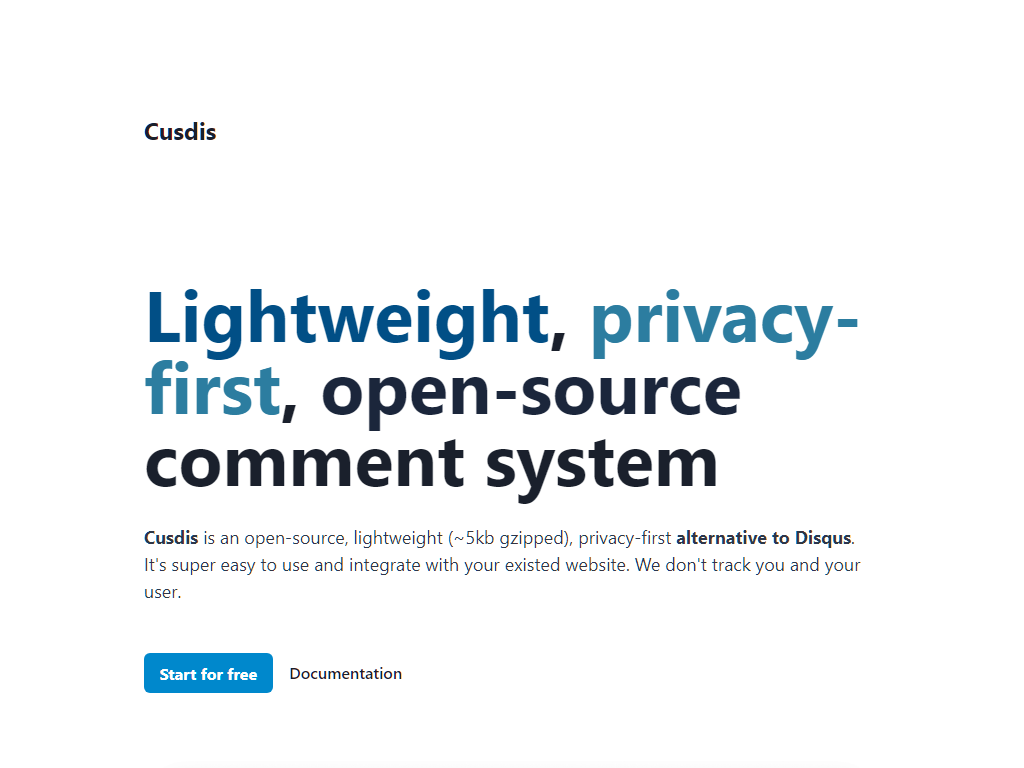 Cusdis
Lightweight, privacy-
first, open-source
comment system
Cusdis is an open-source, lightweight (~5kb gzipped), privacy-first alternative to Disqus.
It's super easy to use and integrate with your existed website. We don't track you and your
user.
Start for free Documentation